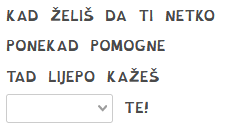 KAD ŽELIŠ DA TI NETKO
PONEKAD POMOGNE
TAD LIJEPO KAŽEŠ
TE!